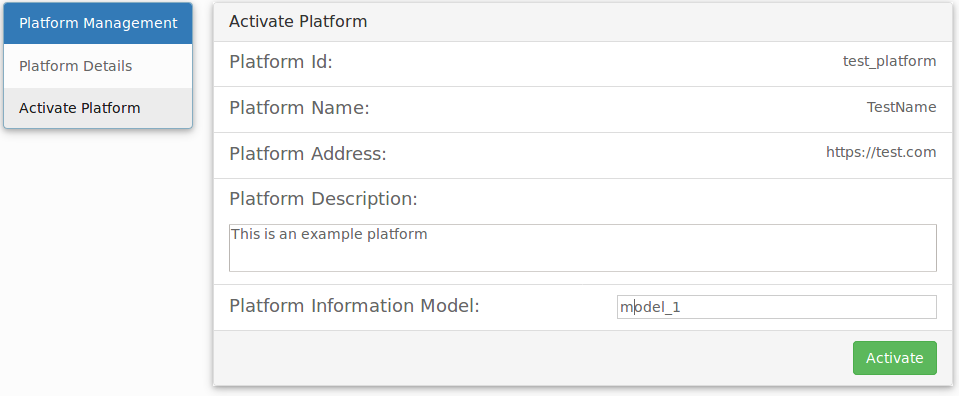 Platform Management
Platform Details
Activate Platform
Activate Platform
Platform Id: test_platform
Platform Name: TestName
Platform Address: https://test.com
Platform Description:
This is an example platform
Platform Information Model: model_1
Activate